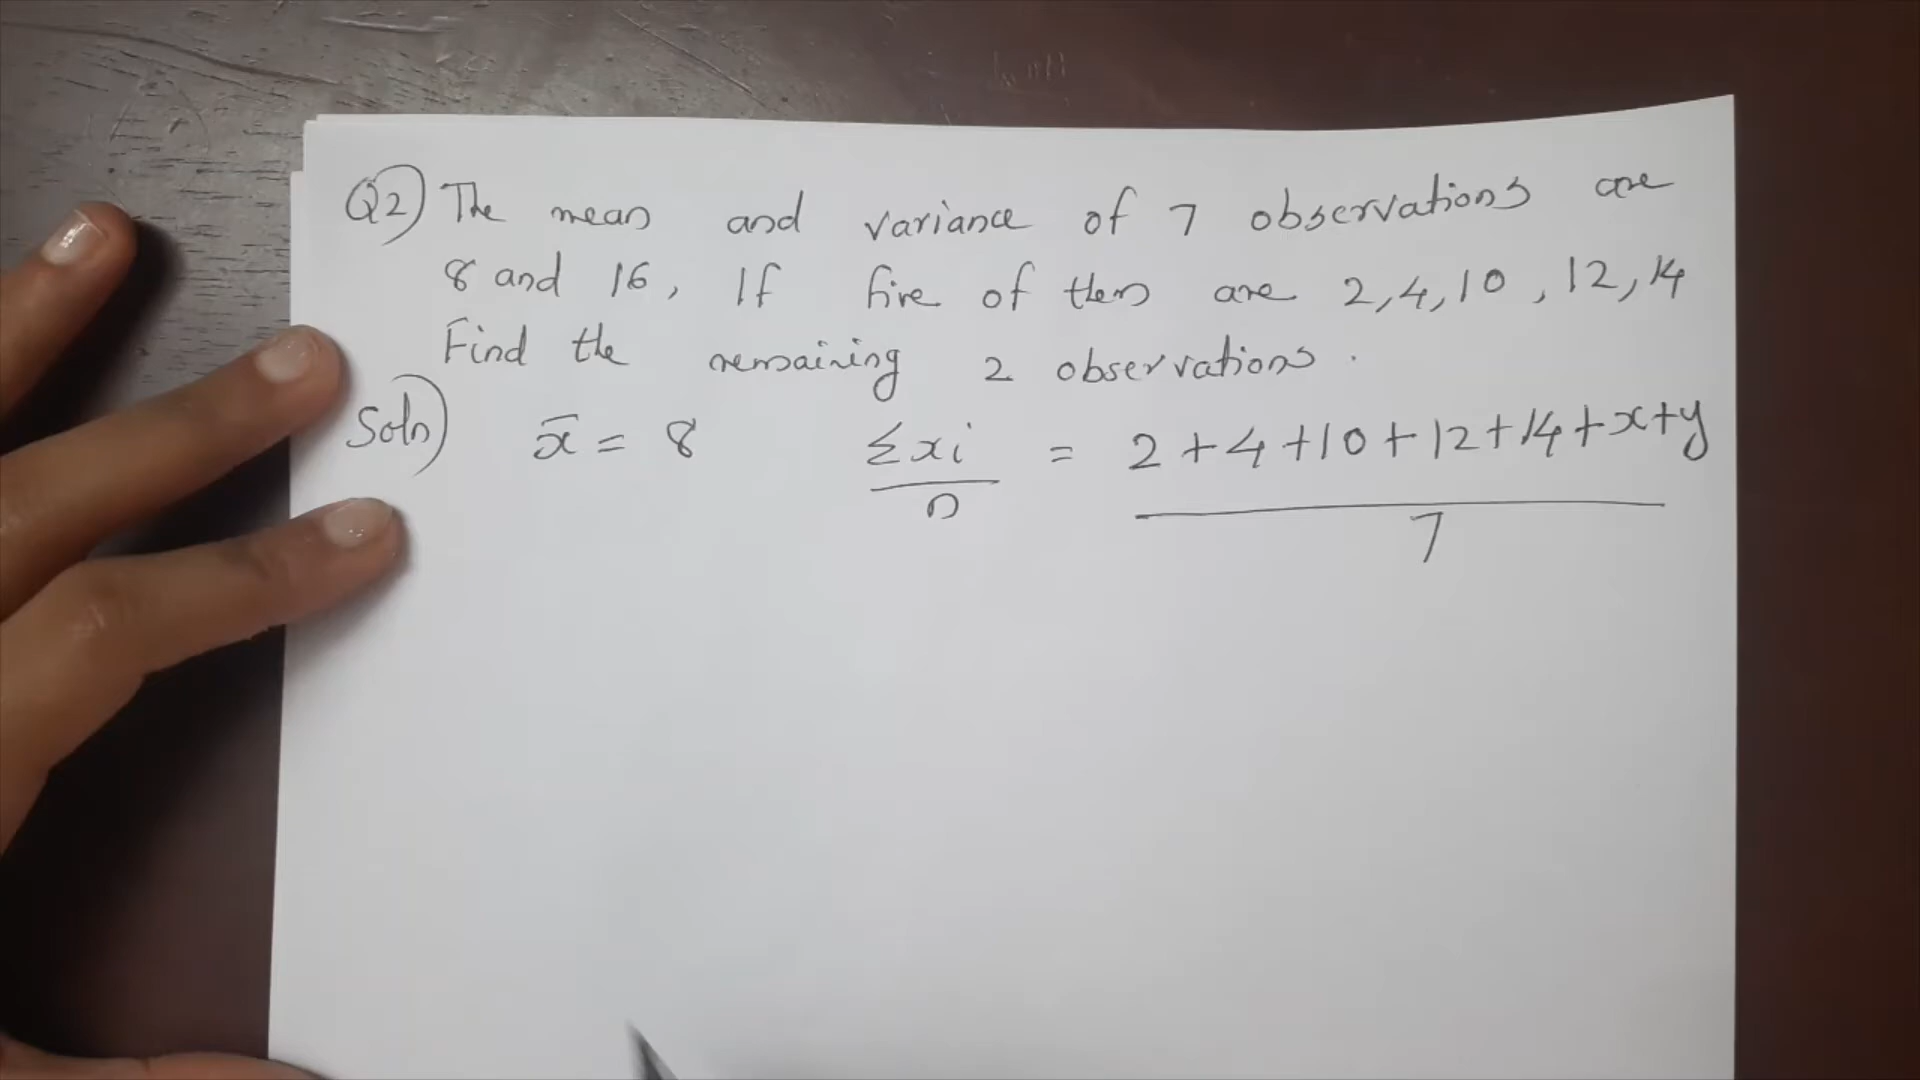 Q2) The mean and variance of 7 observations are
8 and 16, If five of them are 2,4,10,12,14
Find the remaining 2 observations.
Soln) x̄ = 8 Σxi/n = 2+4+10+12+14+x+y/7